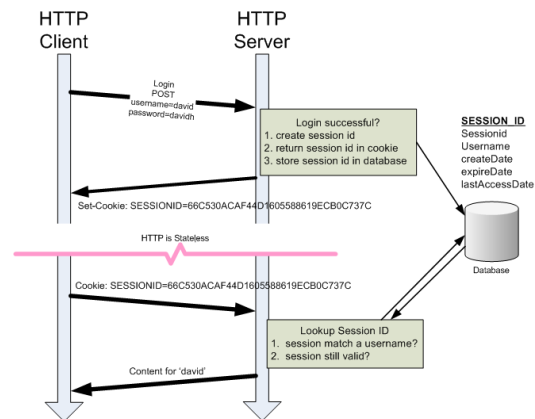 HTTP
Client
HTTP
Server
Login
POST
username=david
password=davidh
Login successful?
1. create session id
2. return session id in cookie
3. store session id in database
SESSION_ID
Sessionid
Username
createDate
expireDate
lastAccessDate
Set-Cookie: SESSIONID=66C530ACAF44D1605588619ECB0C737C
HTTP is Stateless
Database
Cookie: SESSIONID=66C530ACAF44D1605588619ECB0C737C
Lookup Session ID
1. session match a username?
2. session still valid?
Content for 'david'